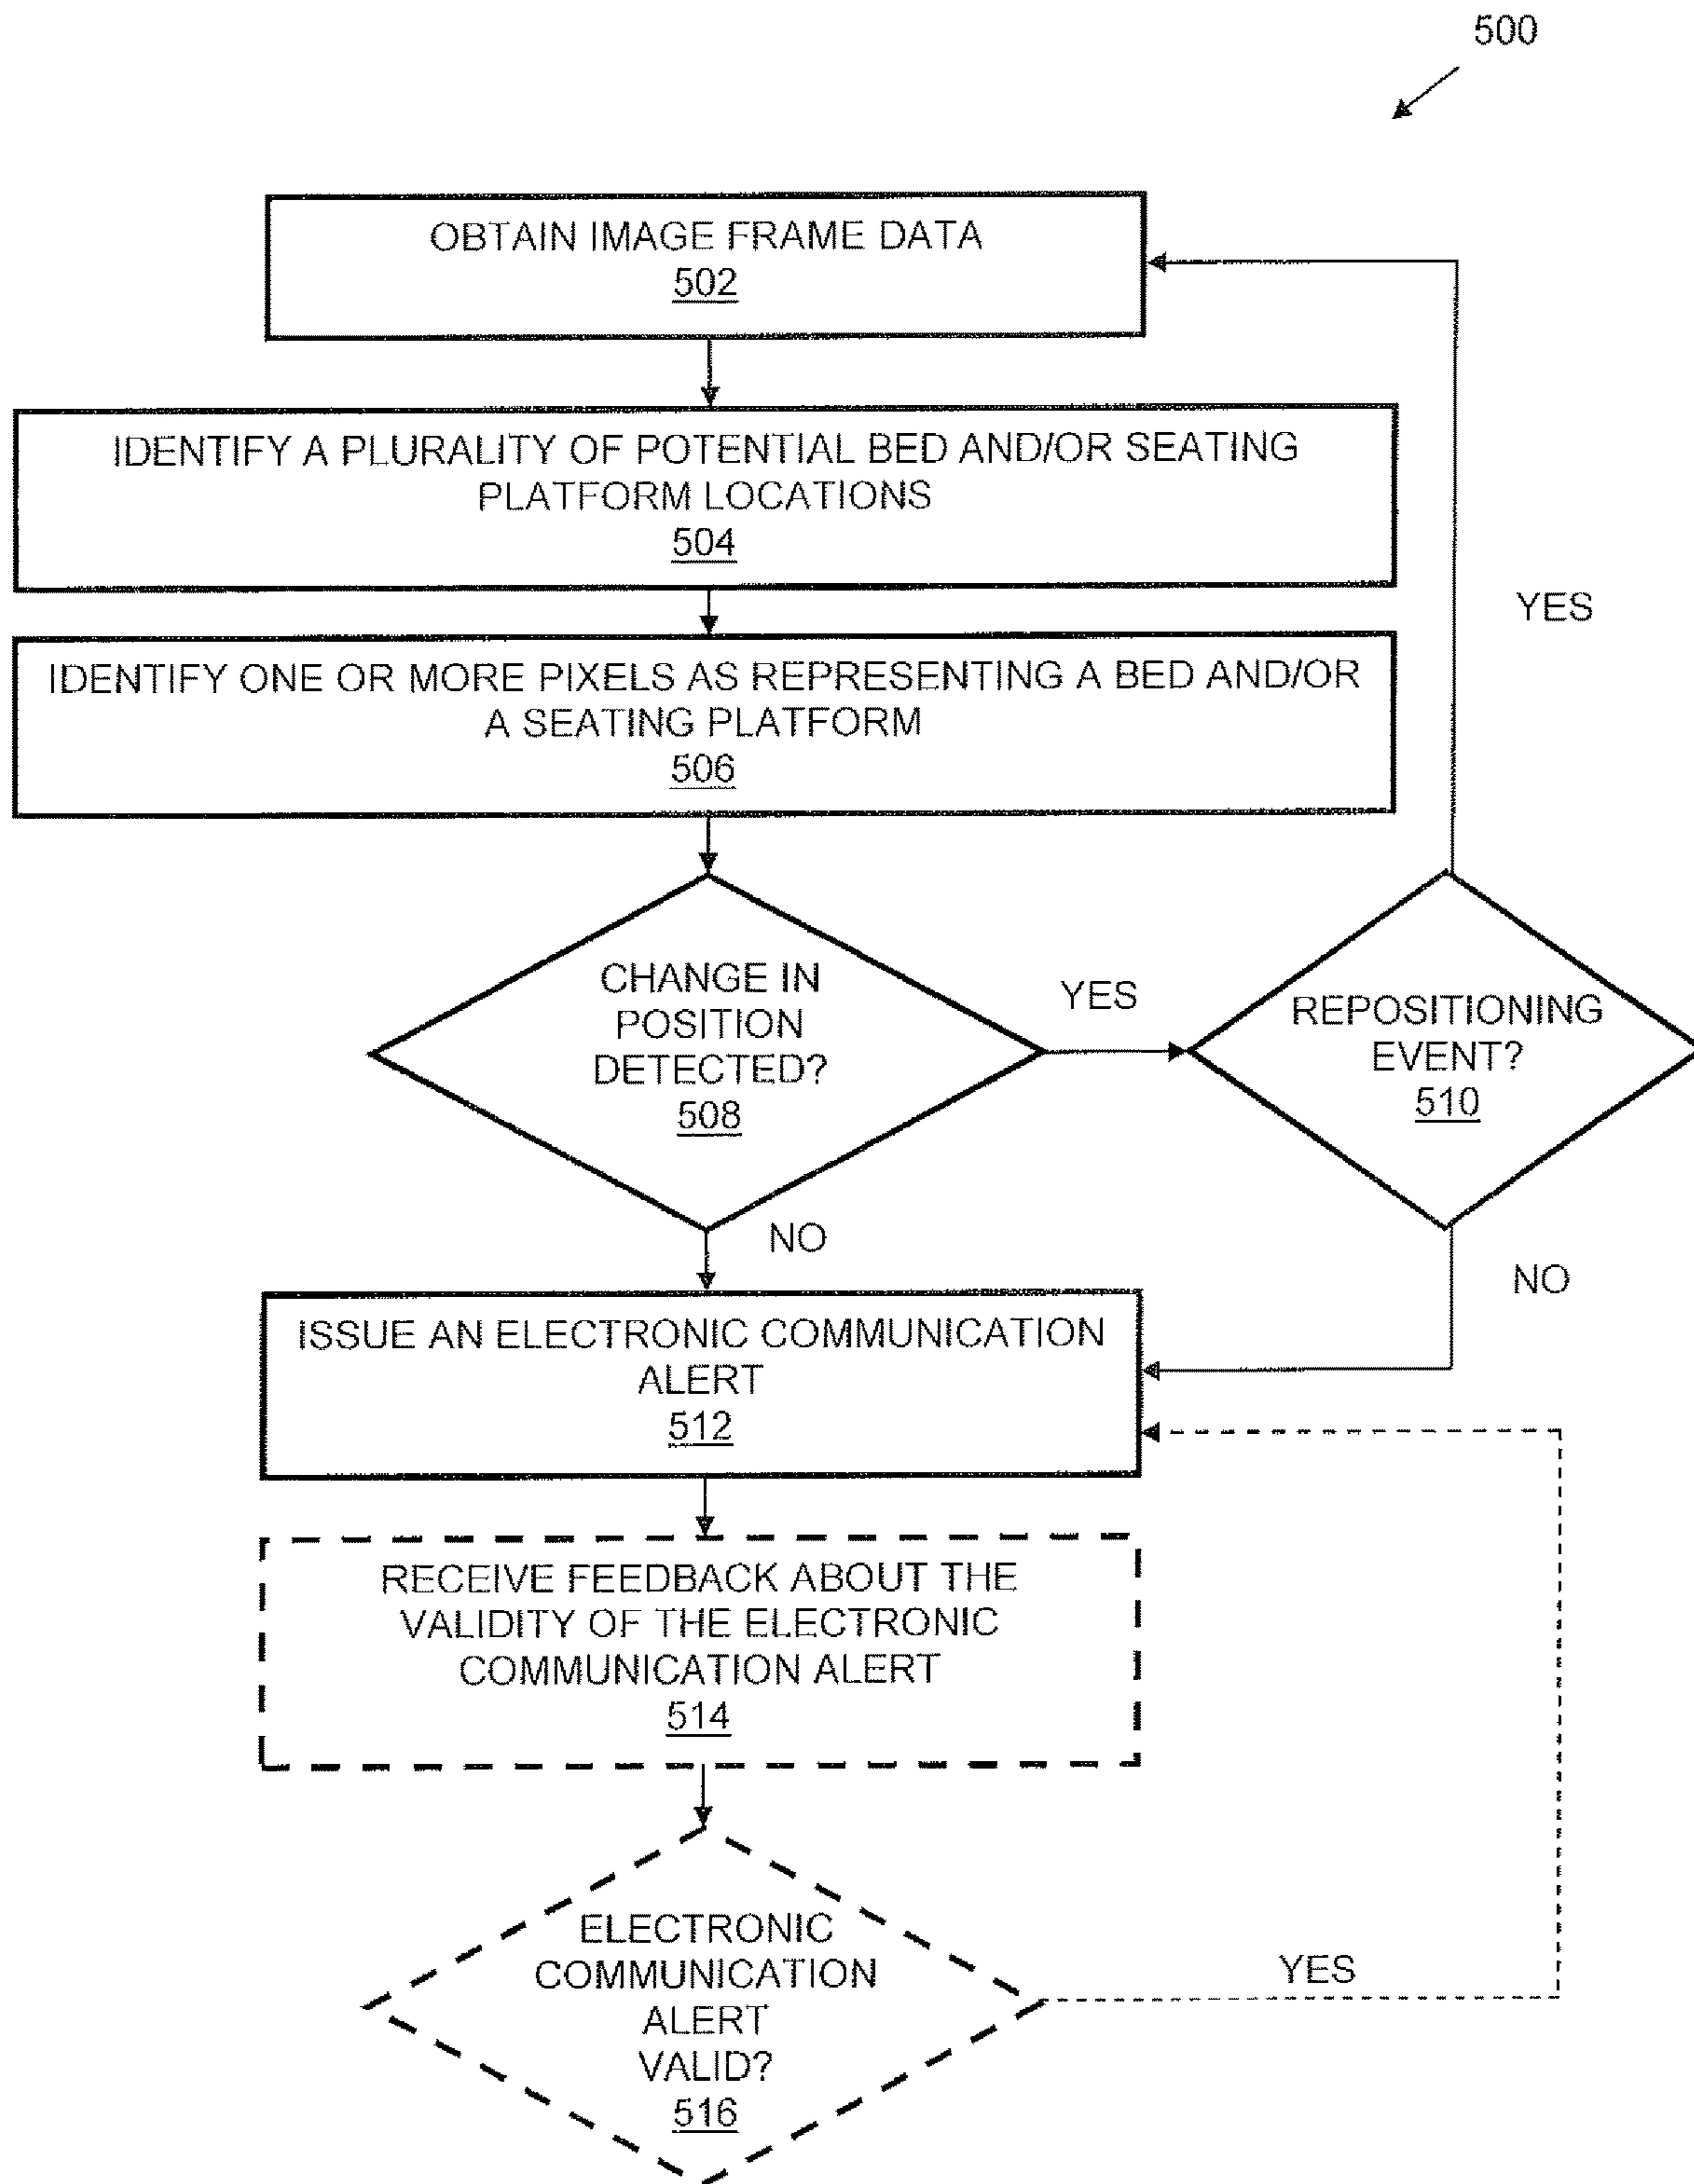 500
OBTAIN IMAGE FRAME DATA
502
IDENTIFY A PLURALITY OF POTENTIAL BED AND/OR SEATING
PLATFORM LOCATIONS
504
YES
IDENTIFY ONE OR MORE PIXELS AS REPRESENTING A BED AND/OR
A SEATING PLATFORM
506
CHANGE IN
POSITION
DETECTED?
508
YES
REPOSITIONING
EVENT?
510
NO
NO
ISSUE AN ELECTRONIC COMMUNICATION
ALERT
512
RECEIVE FEEDBACK ABOUT THE
VALIDITY OF THE ELECTRONIC
COMMUNICATION ALERT
514
ELECTRONIC
COMMUNICATION
ALERT
VALID?
516
YES